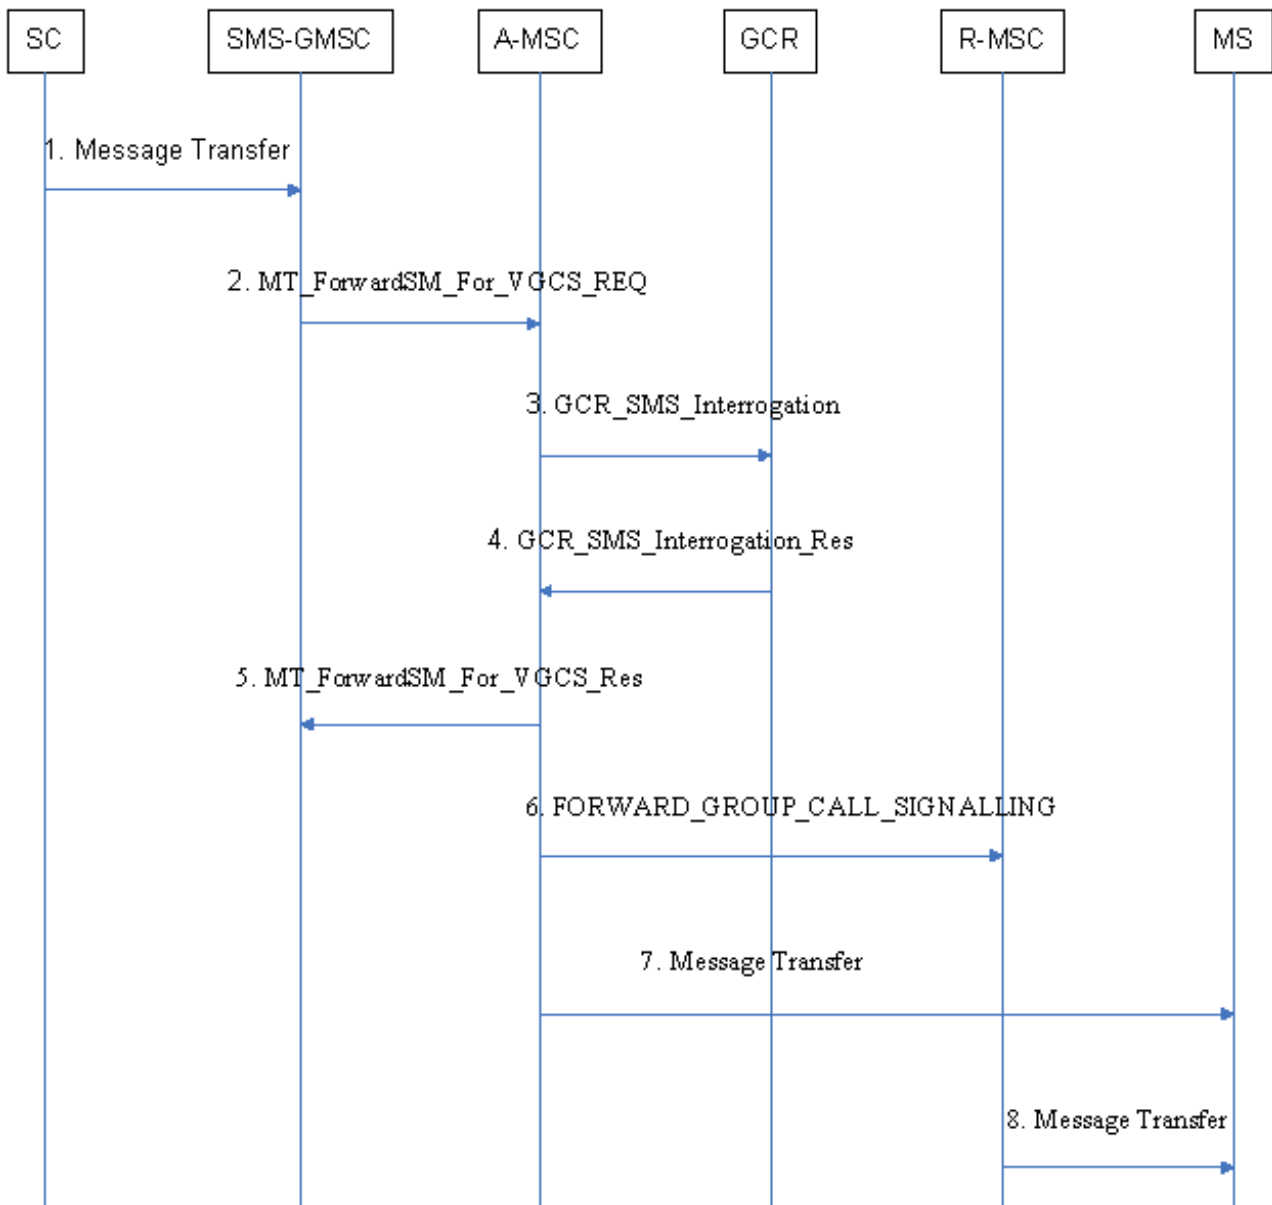 SC SMS-GMSC A-MSC GCR R-MSC MS
1. Message Transfer
2. MT_ForwardSM_For_VGCS_REQ
3. GCR_SMS_Interrogation
4. GCR_SMS_Interrogation_Res
5. MT_ForwardSM_For_VGCS_Res
6. FORWARD_GROUP_CALL_SIGNALLING
7. Message Transfer
8. Message Transfer